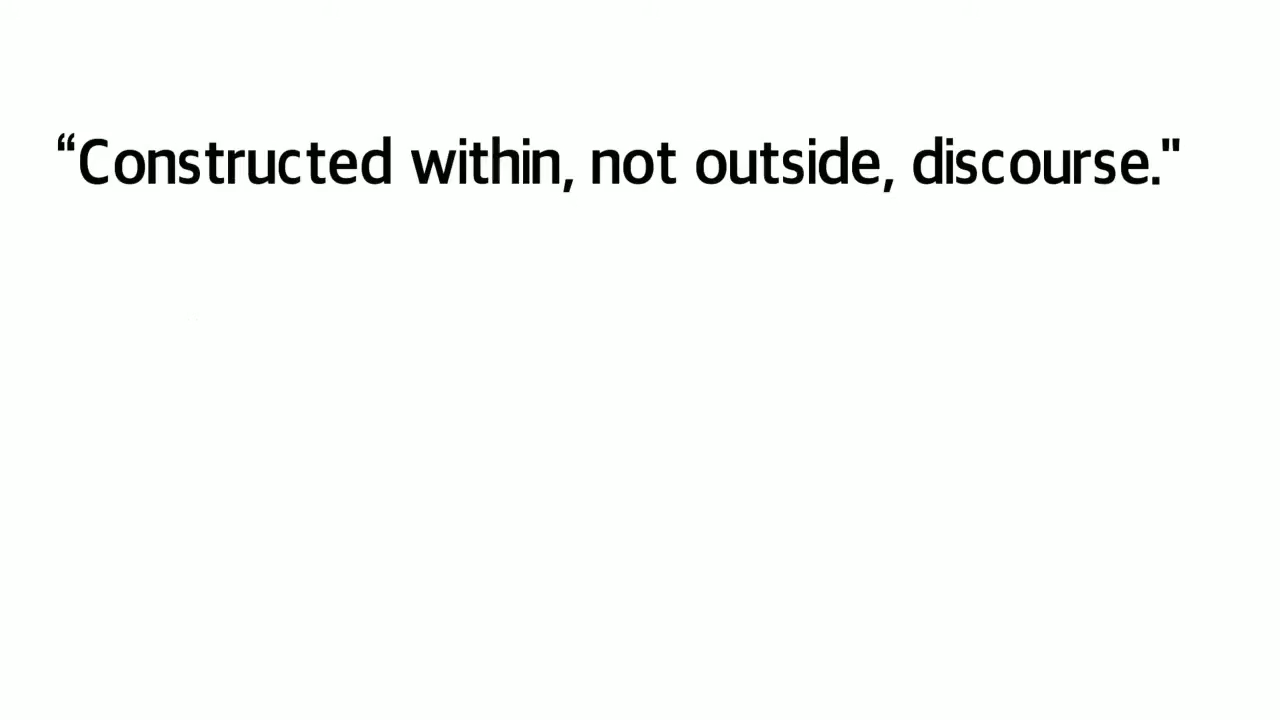 “Constructed within, not outside, discourse."